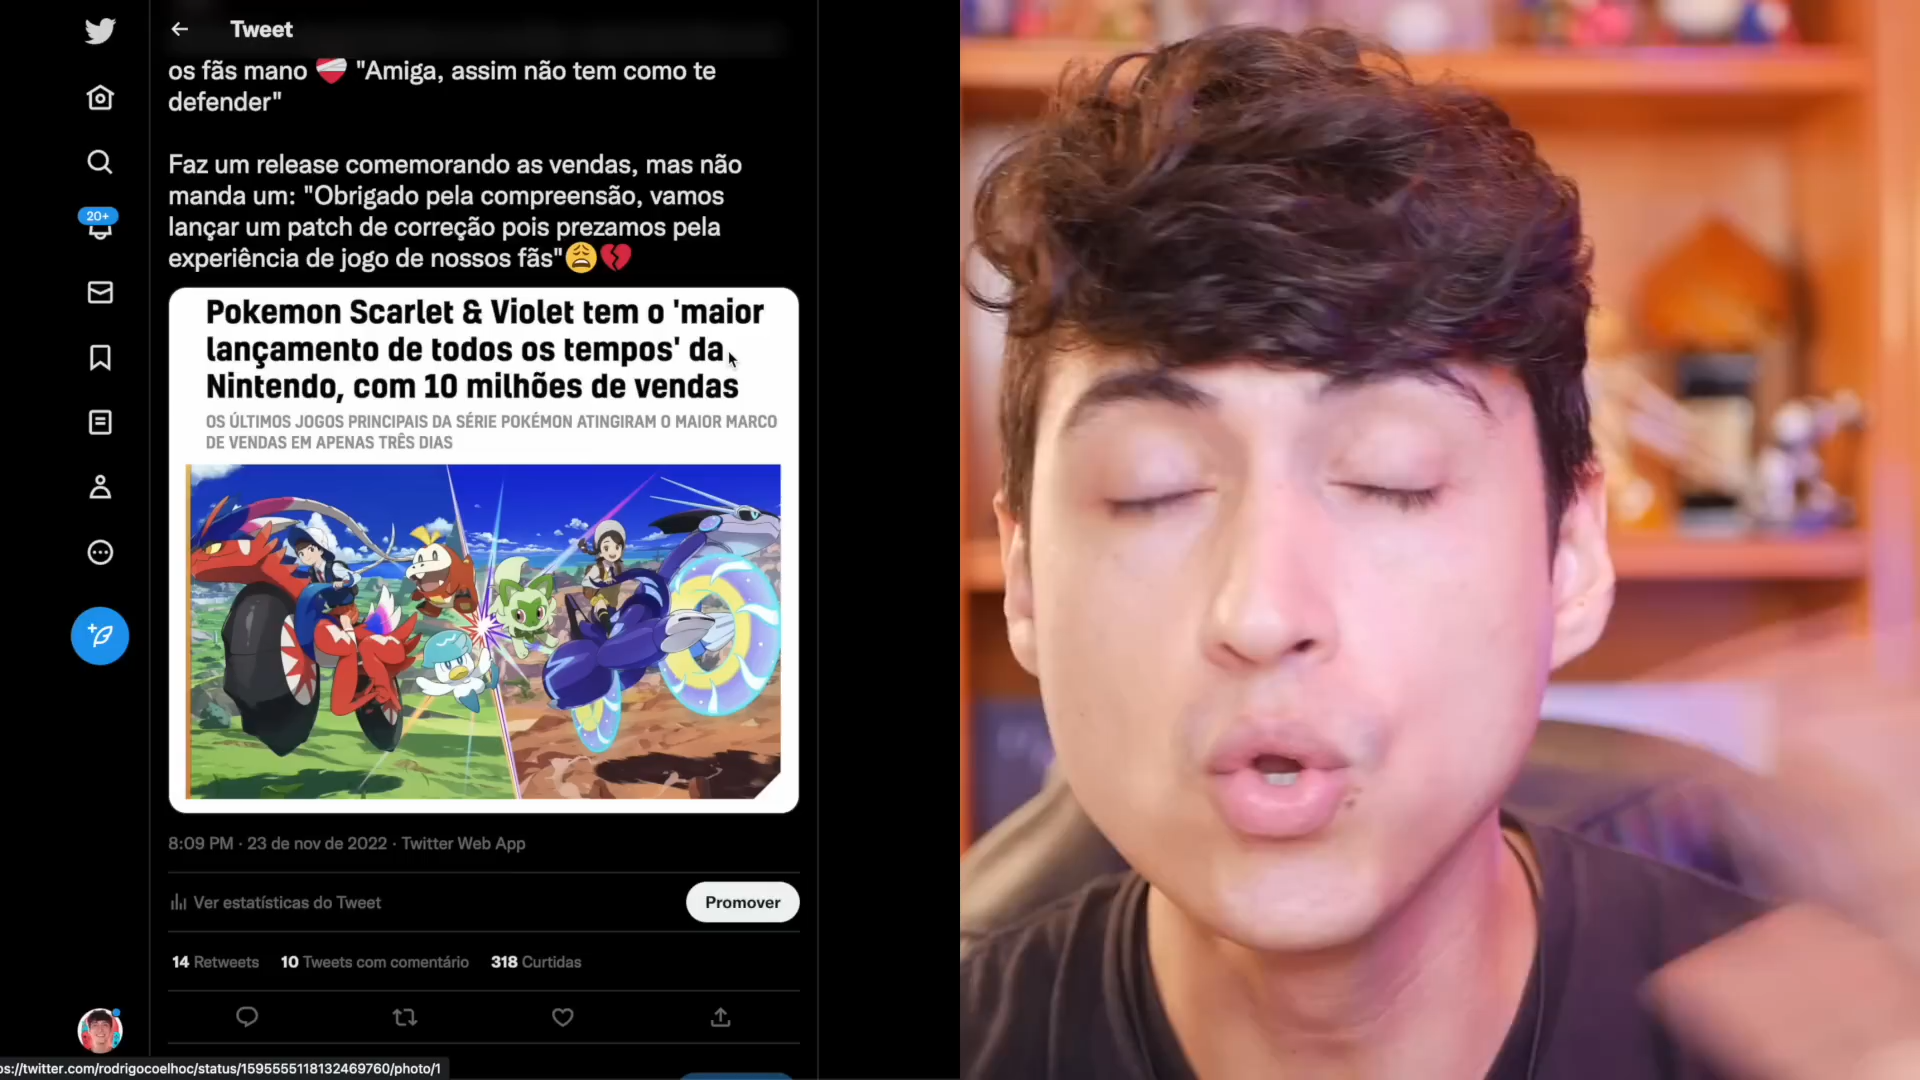 Tweet
os fãs mano "Amiga, assim não tem como te
defender"
Faz um release comemorando as vendas, mas não
manda um: "Obrigado pela compreensão, vamos
lançar um patch de correção pois prezamos pela
experiência de jogo de nossos fãs"😩💔
20+
Pokemon Scarlet & Violet tem o 'maior
lançamento de todos os tempos' da
Nintendo, com 10 milhões de vendas
OS ÚLTIMOS JOGOS PRINCIPAIS DA SÉRIE POKÉMON ATINGIRAM O MAIOR MARCO
DE VENDAS EM APENAS TRÊS DIAS
8:09 PM · 23 de nov de 2022 · Twitter Web App
Ver estatísticas do Tweet
Promover
14 Retweets 10 Tweets com comentário 318 Curtidas
ps://twitter.com/rodrigocoelhoc/status/1595555118132469760/photo/1